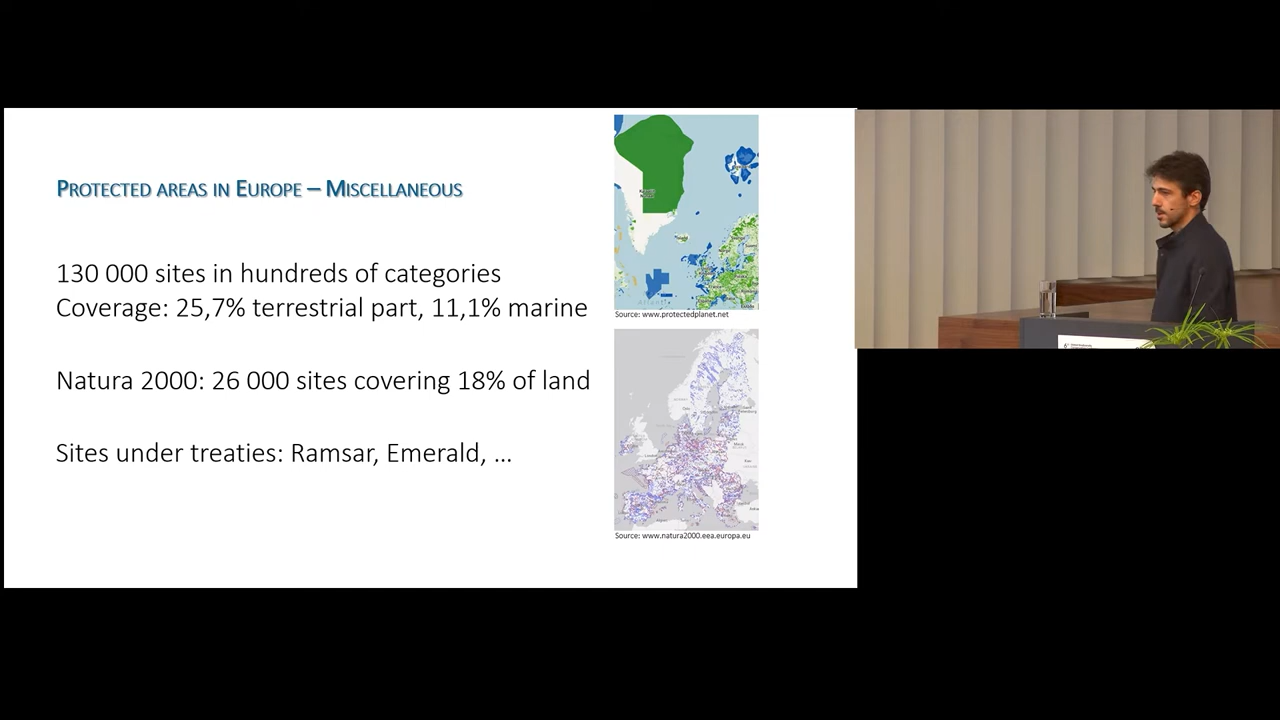 PROTECTED AREAS IN EUROPE – MISCELLANEOUS
130 000 sites in hundreds of categories
Coverage: 25,7% terrestrial part, 11,1% marine
Natura 2000: 26 000 sites covering 18% of land
Sites under treaties: Ramsar, Emerald, ...
Source: www.protectedplanet.net
Source: www.natura2000.eea.europa.eu